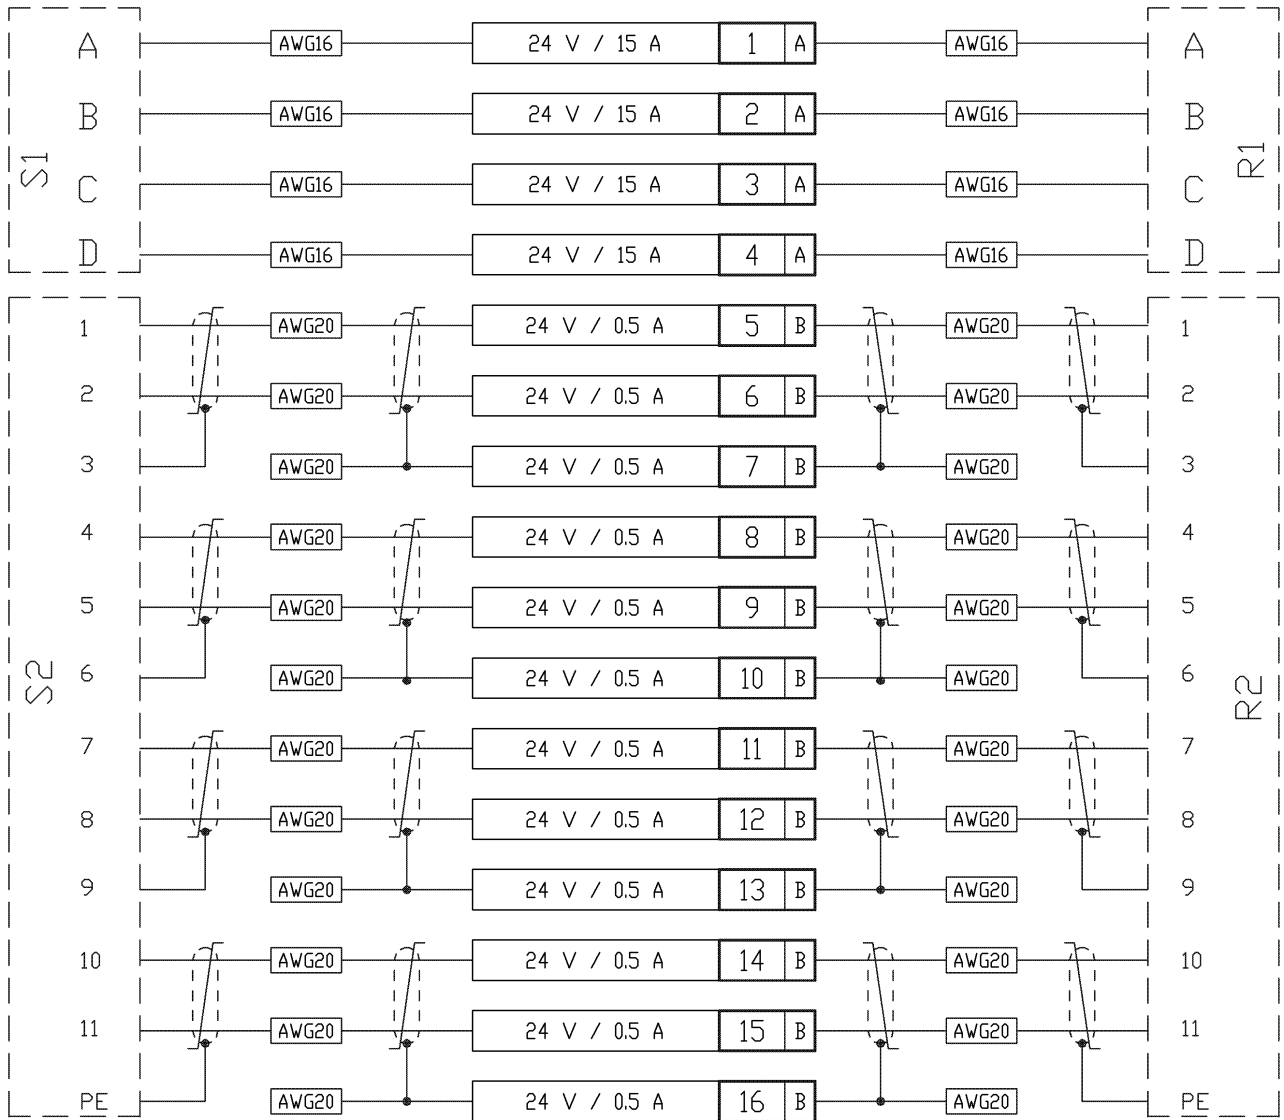 A AWG16 24 V / 15 A 1 A AWG16 A
B AWG16 24 V / 15 A 2 A AWG16 B
S1
R1
C AWG16 24 V / 15 A 3 A AWG16 C
D AWG16 24 V / 15 A 4 A AWG16 D
1 AWG20 24 V / 0.5 A 5 B AWG20 1
2 AWG20 24 V / 0.5 A 6 B AWG20 2
3 AWG20 24 V / 0.5 A 7 B AWG20 3
4 AWG20 24 V / 0.5 A 8 B AWG20 4
5 AWG20 24 V / 0.5 A 9 B AWG20 5
S2
R2
6 AWG20 24 V / 0.5 A 10 B AWG20 6
7 AWG20 24 V / 0.5 A 11 B AWG20 7
8 AWG20 24 V / 0.5 A 12 B AWG20 8
9 AWG20 24 V / 0.5 A 13 B AWG20 9
10 AWG20 24 V / 0.5 A 14 B AWG20 10
11 AWG20 24 V / 0.5 A 15 B AWG20 11
PE AWG20 24 V / 0.5 A 16 B AWG20 PE